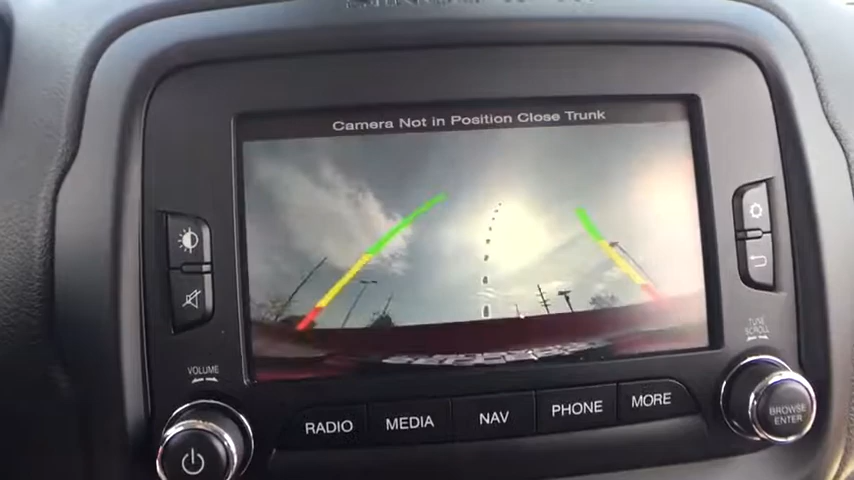 Camera Not in Position Close Trunk
VOLUME
TUNE
SCROLL
RADIO
MEDIA
NAV
PHONE
MORE
BROWSE
ENTER